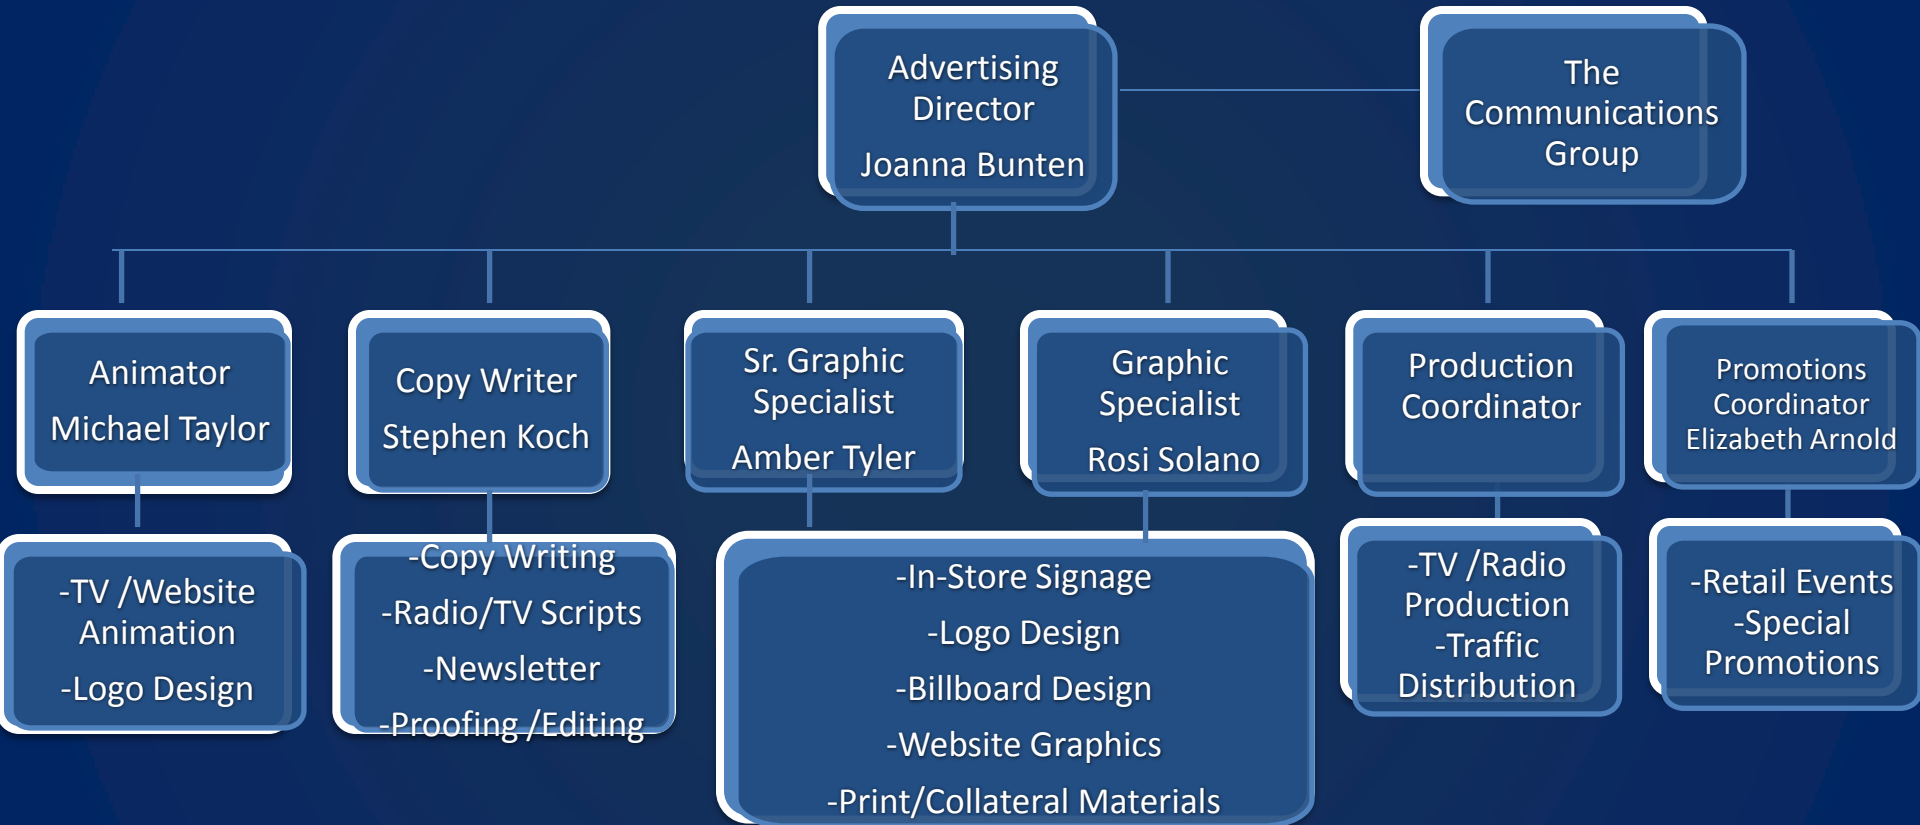 Advertising
Director
Joanna Bunten
The
Communications
Group
Animator
Michael Taylor
Copy Writer
Stephen Koch
Sr. Graphic
Specialist
Amber Tyler
Graphic
Specialist
Rosi Solano
Production
Coordinator
Promotions
Coordinator
Elizabeth Arnold
-TV /Website
Animation
-Logo Design
-Copy Writing
-Radio/TV Scripts
-Newsletter
-Proofing /Editing
-In-Store Signage
-Logo Design
-Billboard Design
-Website Graphics
-Print/Collateral Materials
-TV /Radio
Production
-Traffic
Distribution
-Retail Events
-Special
Promotions